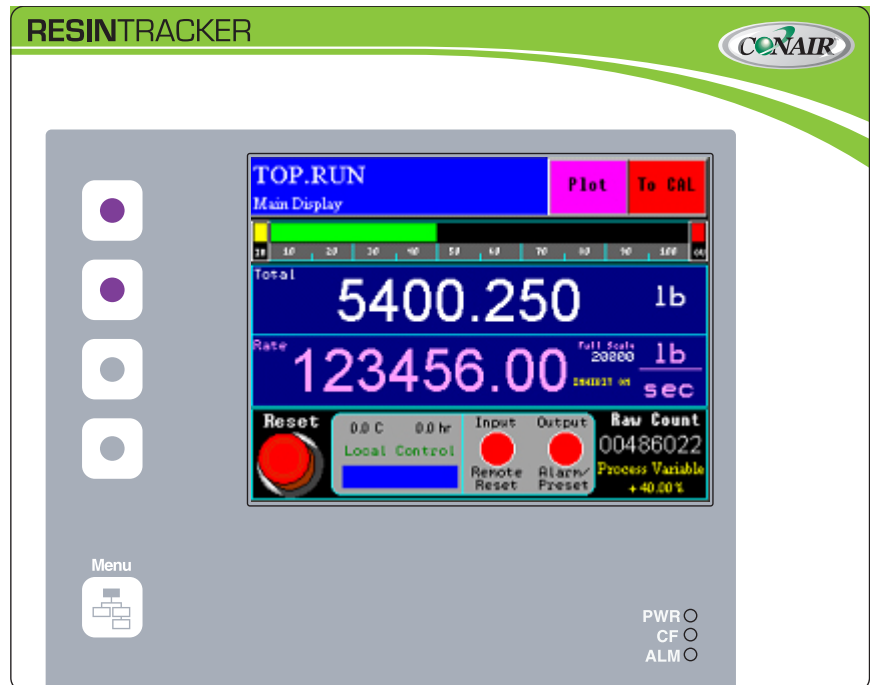 RESINTRACKER
CONAIR
TOP.RUN
Main Display
Plot
To CAL
10 20 30 40 50 60 70 80 90 100
Total
5400.250
lb
Rate
123456.00
Full Scale
20000
INHIBIT ON
lb
sec
Reset
0.0 C 0.0 hr
Local Control
Input
Remote
Reset
Output
Alarm/
Preset
Raw Count
00486022
Process Variable
+ 40.00 %
Menu
PWR
CF
ALM